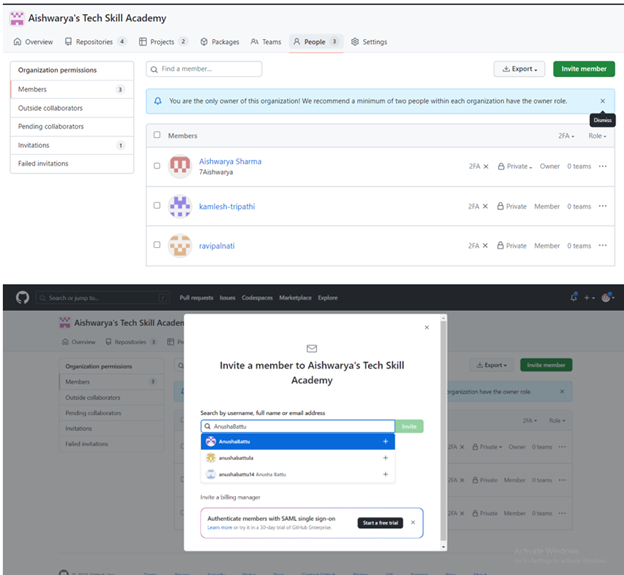 Aishwarya's Tech Skill Academy
Overview Repositories 4 Projects 2 Packages Teams People 3 Settings
Organization permissions
Members 3
Outside collaborators
Pending collaborators
Invitations 1
Failed invitations
Find a member...
Export
Invite member
You are the only owner of this organization! We recommend a minimum of two people within each organization have the owner role.
Dismiss
Members 2FA Role
Aishwarya Sharma
7Aishwarya
2FA Private Owner 0 teams
kamlesh-tripathi 2FA Private Member 0 teams
ravipalnati 2FA Private Member 0 teams
Search or jump to... Pull requests Issues Codespaces Marketplace Explore
Aishwarya's Tech Skill Academ
Overview Repositories 3
Organization permissions
Members 3
Outside collaborators
Pending collaborators
Invitations
Failed invitations
Export
Invite member
organization have the owner role.
2FA Role
2FA Private Owner 0 teams
2FA Private Member 0 teams
2FA Private Member 0 teams
Invite a member to Aishwarya's Tech Skill
Academy
Search by username, full name or email address
AnushaBattu Invite
AnushaBattu
anushabattula
anushabattu14 Anusha Battu
Invite a billing manager
Authenticate members with SAML single sign-on
Learn more or try it in a 30-day trial of GitHub Enterprise.
Start a free trial
Activate Windows